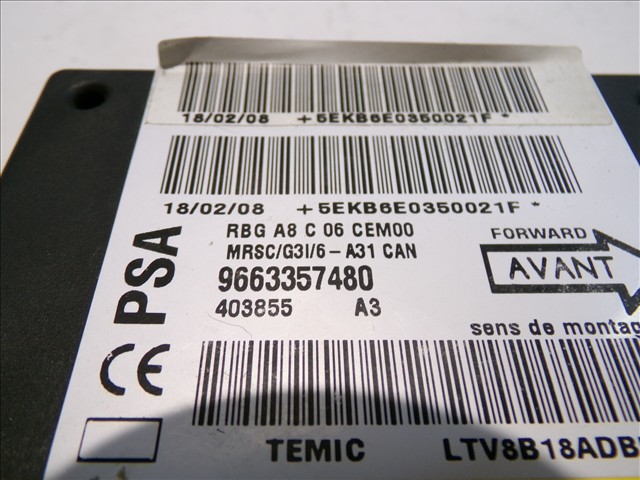 18/02/08 +5EKB6E0350021F*
18/02/08 +5EKB6E0350021F*
RBG A8 C 06 CEM00
MRSC/G3I/6-A31 CAN
9663357480
403855 A3
PSA
CE
FORWARD
AVANT
sens de montag
TEMIC LTV8B18ADB